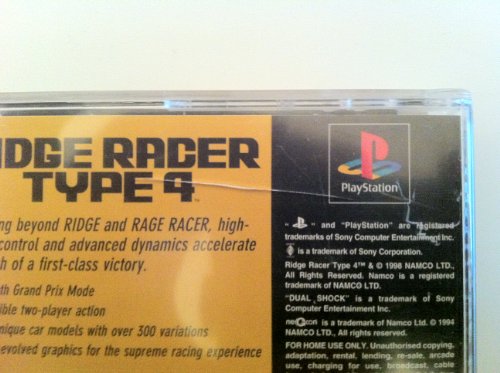 IDGE RACER
TYPE 4™
ng beyond RIDGE and RAGE RACER, high-
control and advanced dynamics accelerate
h of a first-class victory.
th Grand Prix Mode
ible two-player action
nique car models with over 300 variations
evolved graphics for the supreme racing experience
PlayStation
" " and "PlayStation" are registered
trademarks of Sony Computer Entertainment Inc.
is a trademark of Sony Corporation.
Ridge Racer Type 4™ & © 1998 NAMCO LTD.,
All Rights Reserved. Namco is a registered
trademark of NAMCO LTD.
"DUAL SHOCK" is a trademark of Sony
Computer Entertainment Inc.
neGcon is a trademark of Namco Ltd. © 1994
NAMCO LTD., All Rights Reserved.
FOR HOME USE ONLY. Unauthorised copying,
adaptation, rental, lending, re-sale, arcade
use, charging for use, broadcast, cable